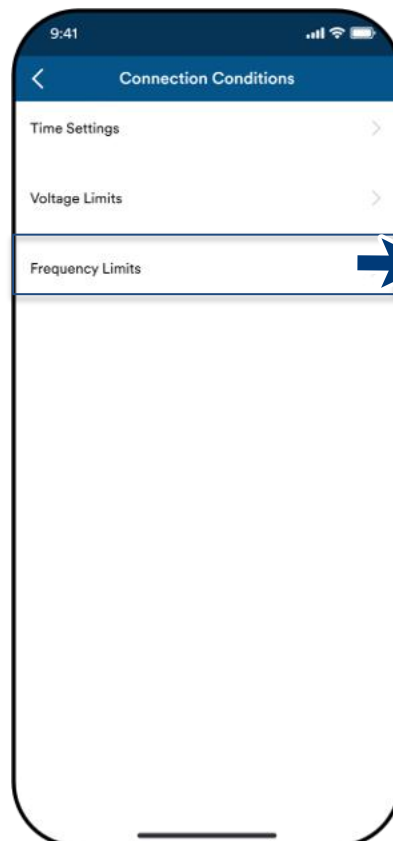 9:41
Connection Conditions
Time Settings
Voltage Limits
Frequency Limits